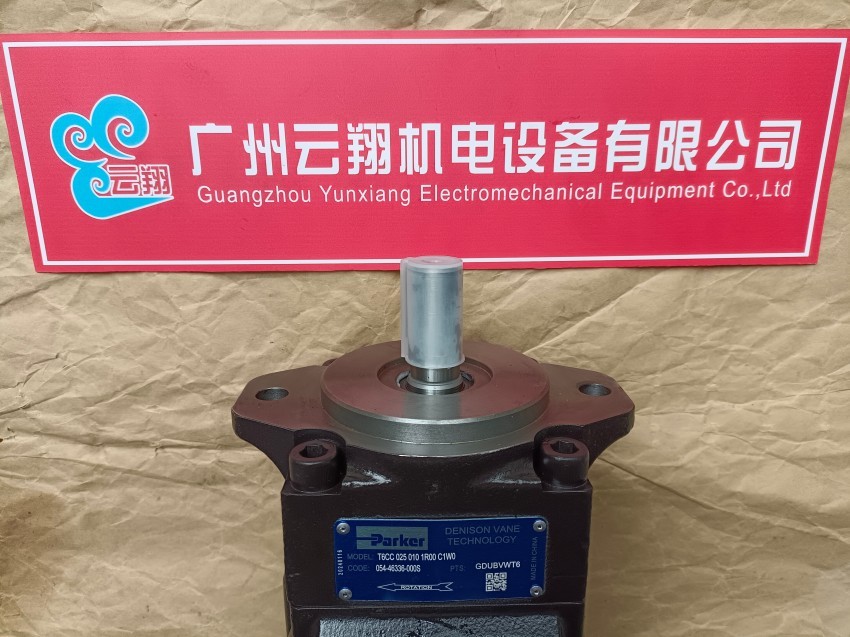 云翔
广州云翔机电设备有限公司
Guangzhou Yunxiang Electromechanical Equipment Co.,Ltd
Parker
DENISON VANE
TECHNOLOGY
MODEL: T6CC 025 010 1R00 C1W0
CODE: 054-46336-000S PTS: GDUBVWT6
ROTATION
MADE IN CHINA